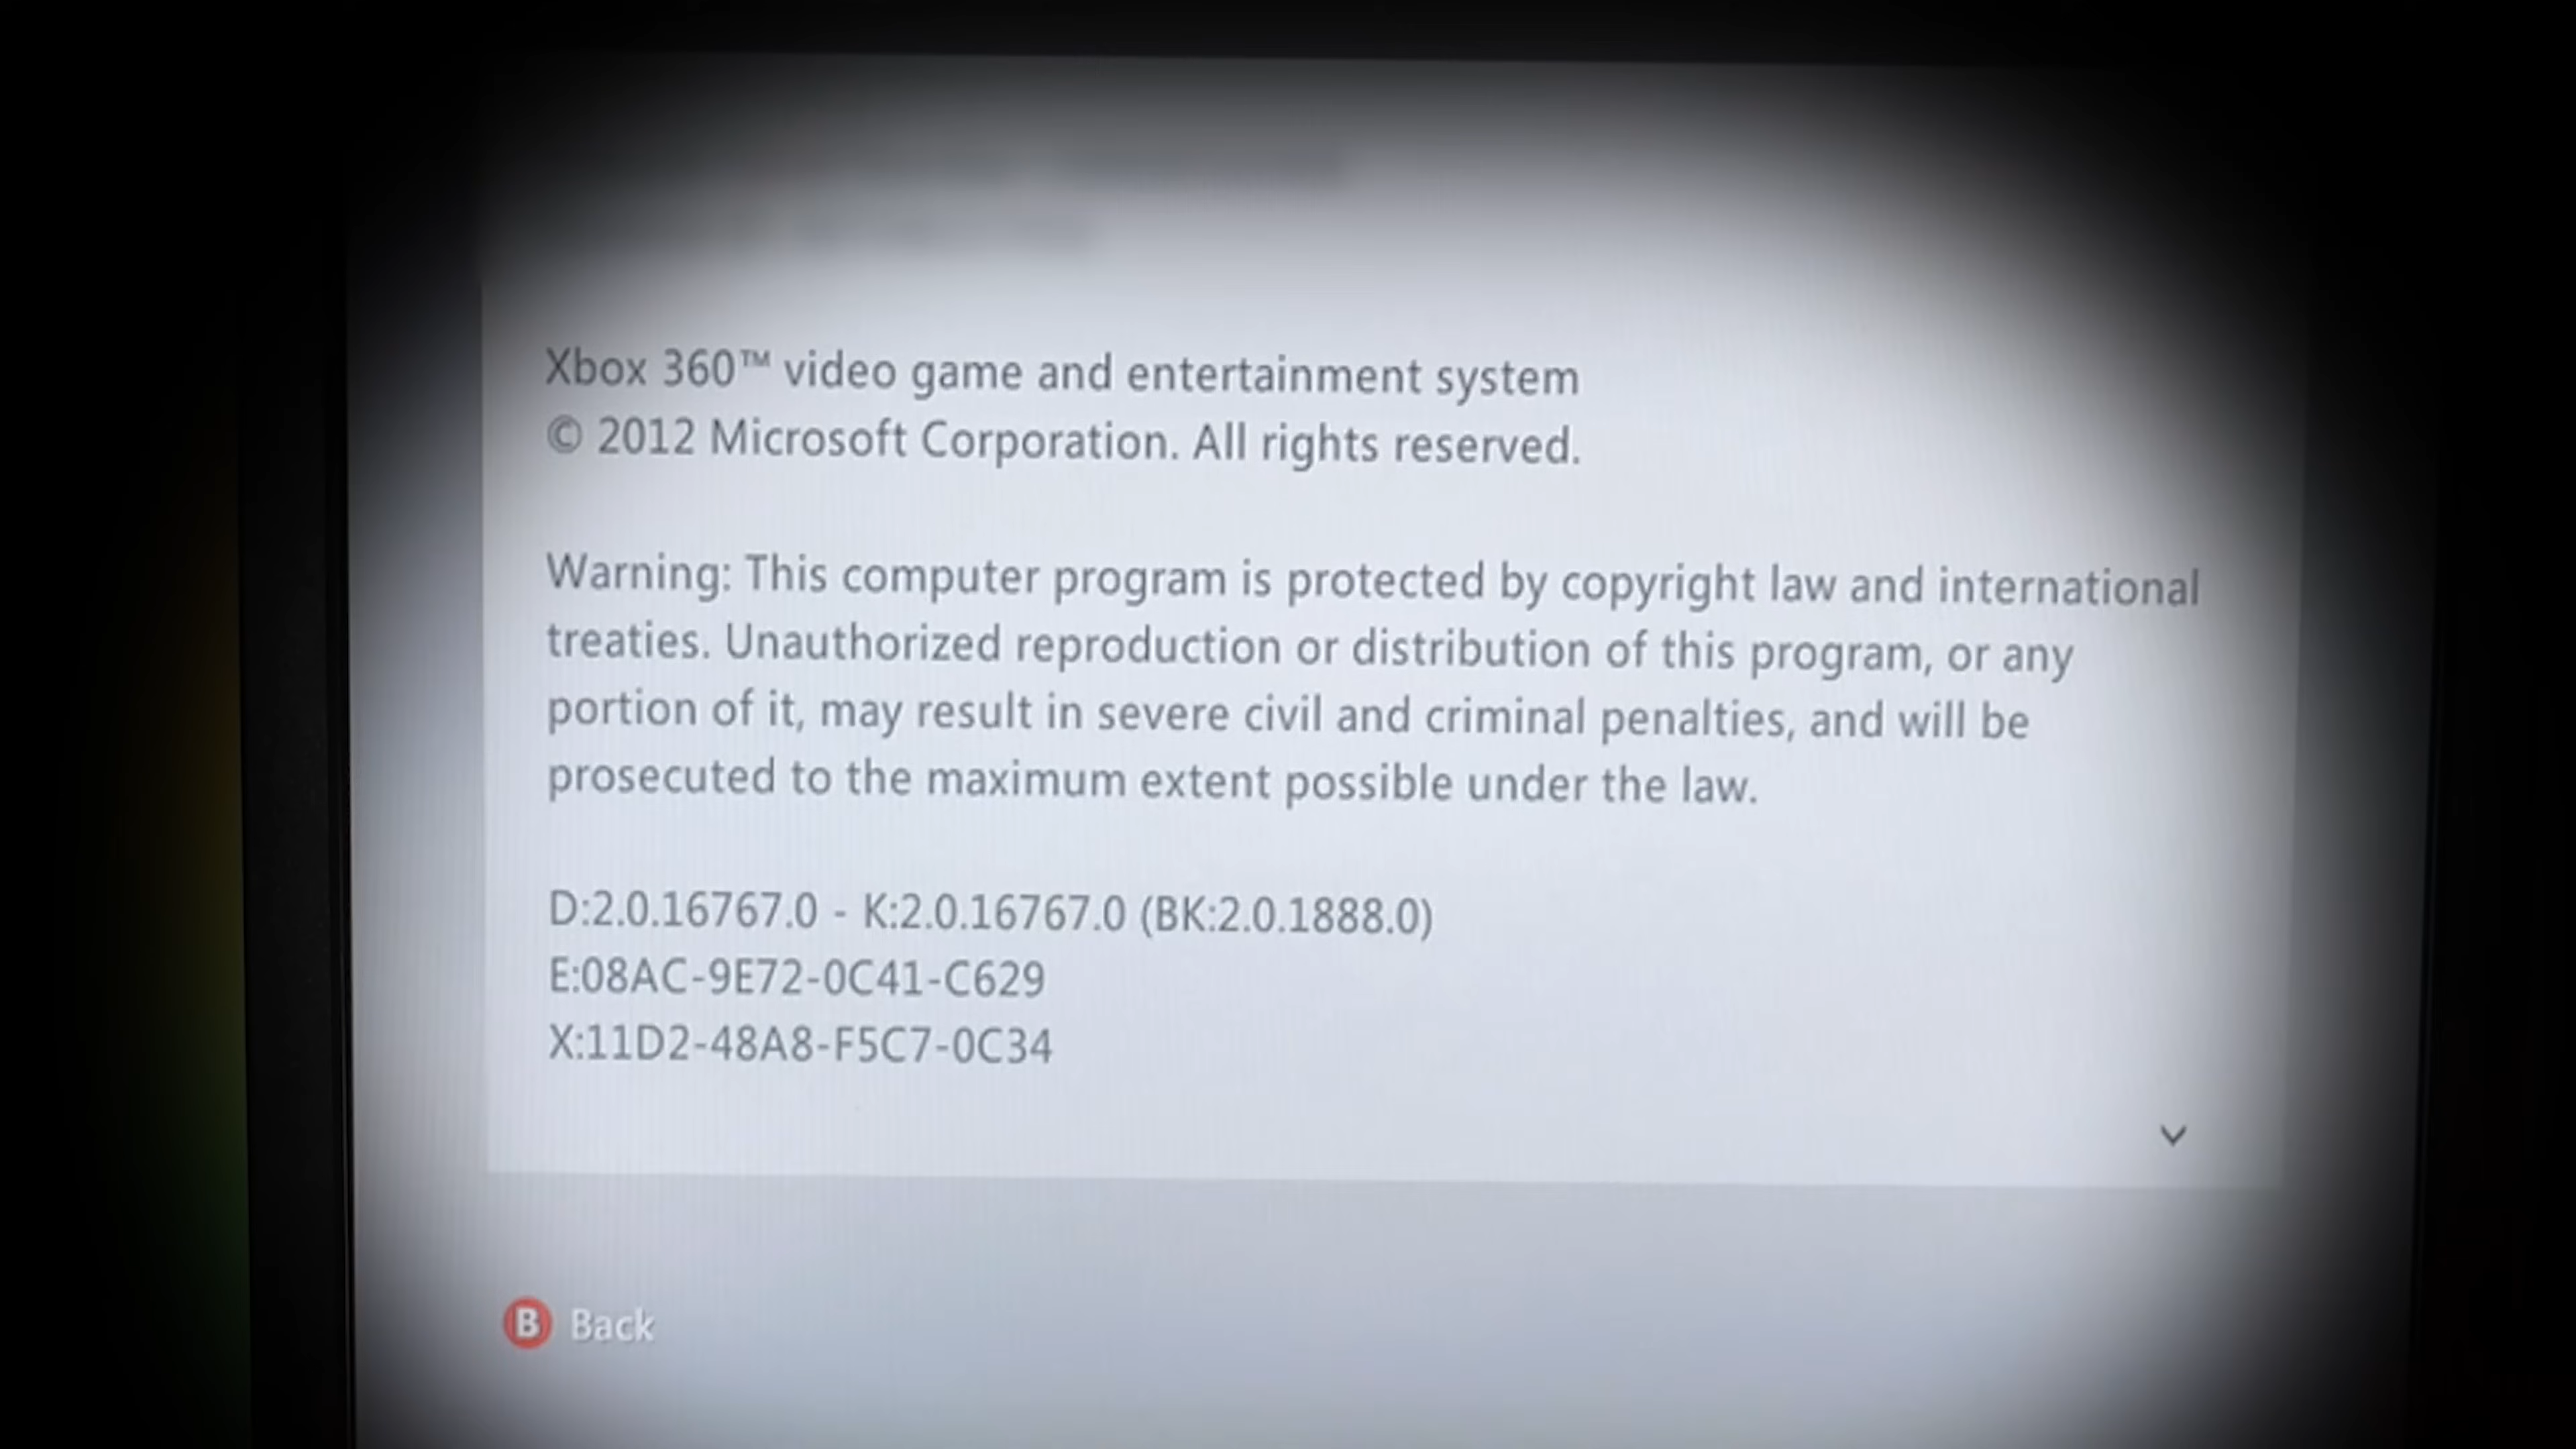 Xbox 360™ video game and entertainment system
© 2012 Microsoft Corporation. All rights reserved.
Warning: This computer program is protected by copyright law and international
treaties. Unauthorized reproduction or distribution of this program, or any
portion of it, may result in severe civil and criminal penalties, and will be
prosecuted to the maximum extent possible under the law.
D:2.0.16767.0 - K:2.0.16767.0 (BK:2.0.1888.0)
E:08AC-9E72-0C41-C629
X:11D2-48A8-F5C7-0C34
B Back